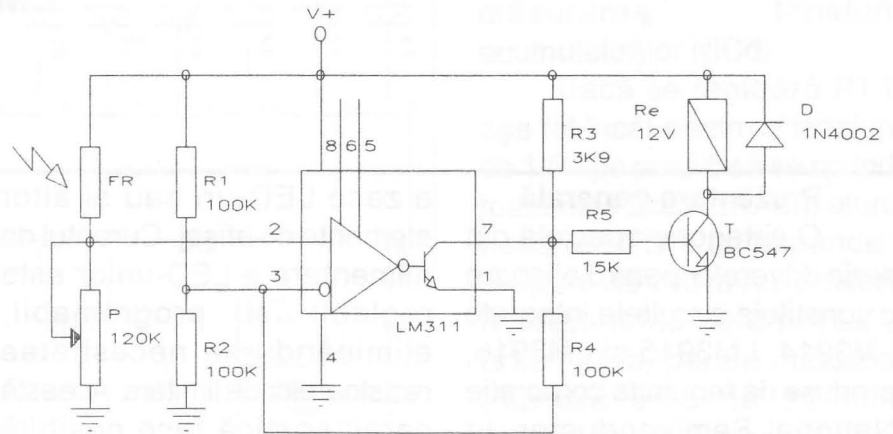 V+
8 6 5
FR
R1
100K
2
3
4
7
1
LM311
P
120K
R2
100K
R3
3K9
R5
15K
R4
100K
Re
12V
D
1N4002
T
BC547